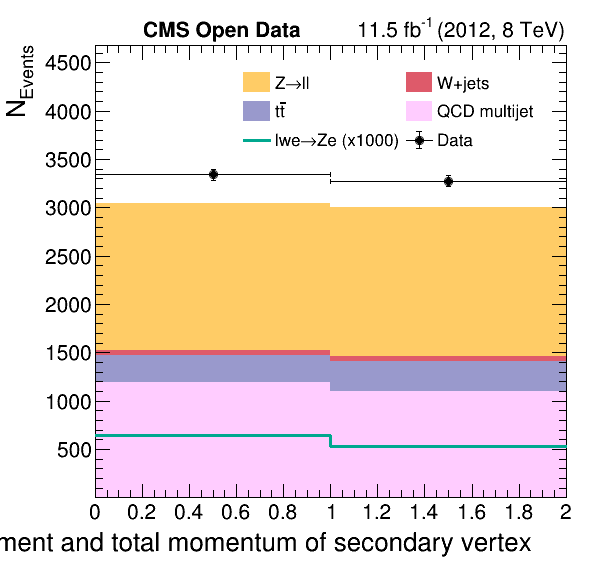 CMS Open Data 11.5 fb⁻¹ (2012, 8 TeV)
N_Events
Z→ll W+jets
tt̄ QCD multijet
lwe→Ze (x1000) Data
4500
4000
3500
3000
2500
2000
1500
1000
500
0 0.2 0.4 0.6 0.8 1 1.2 1.4 1.6 1.8 2
ment and total momentum of secondary vertex